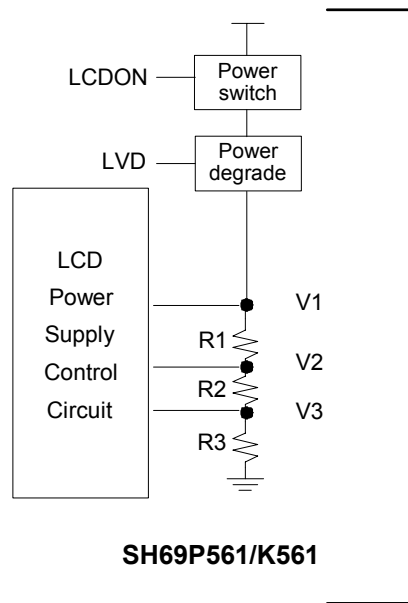 LCDON
Power
switch
LVD
Power
degrade
LCD
Power
Supply
Control
Circuit
V1
R1
V2
R2
V3
R3
SH69P561/K561